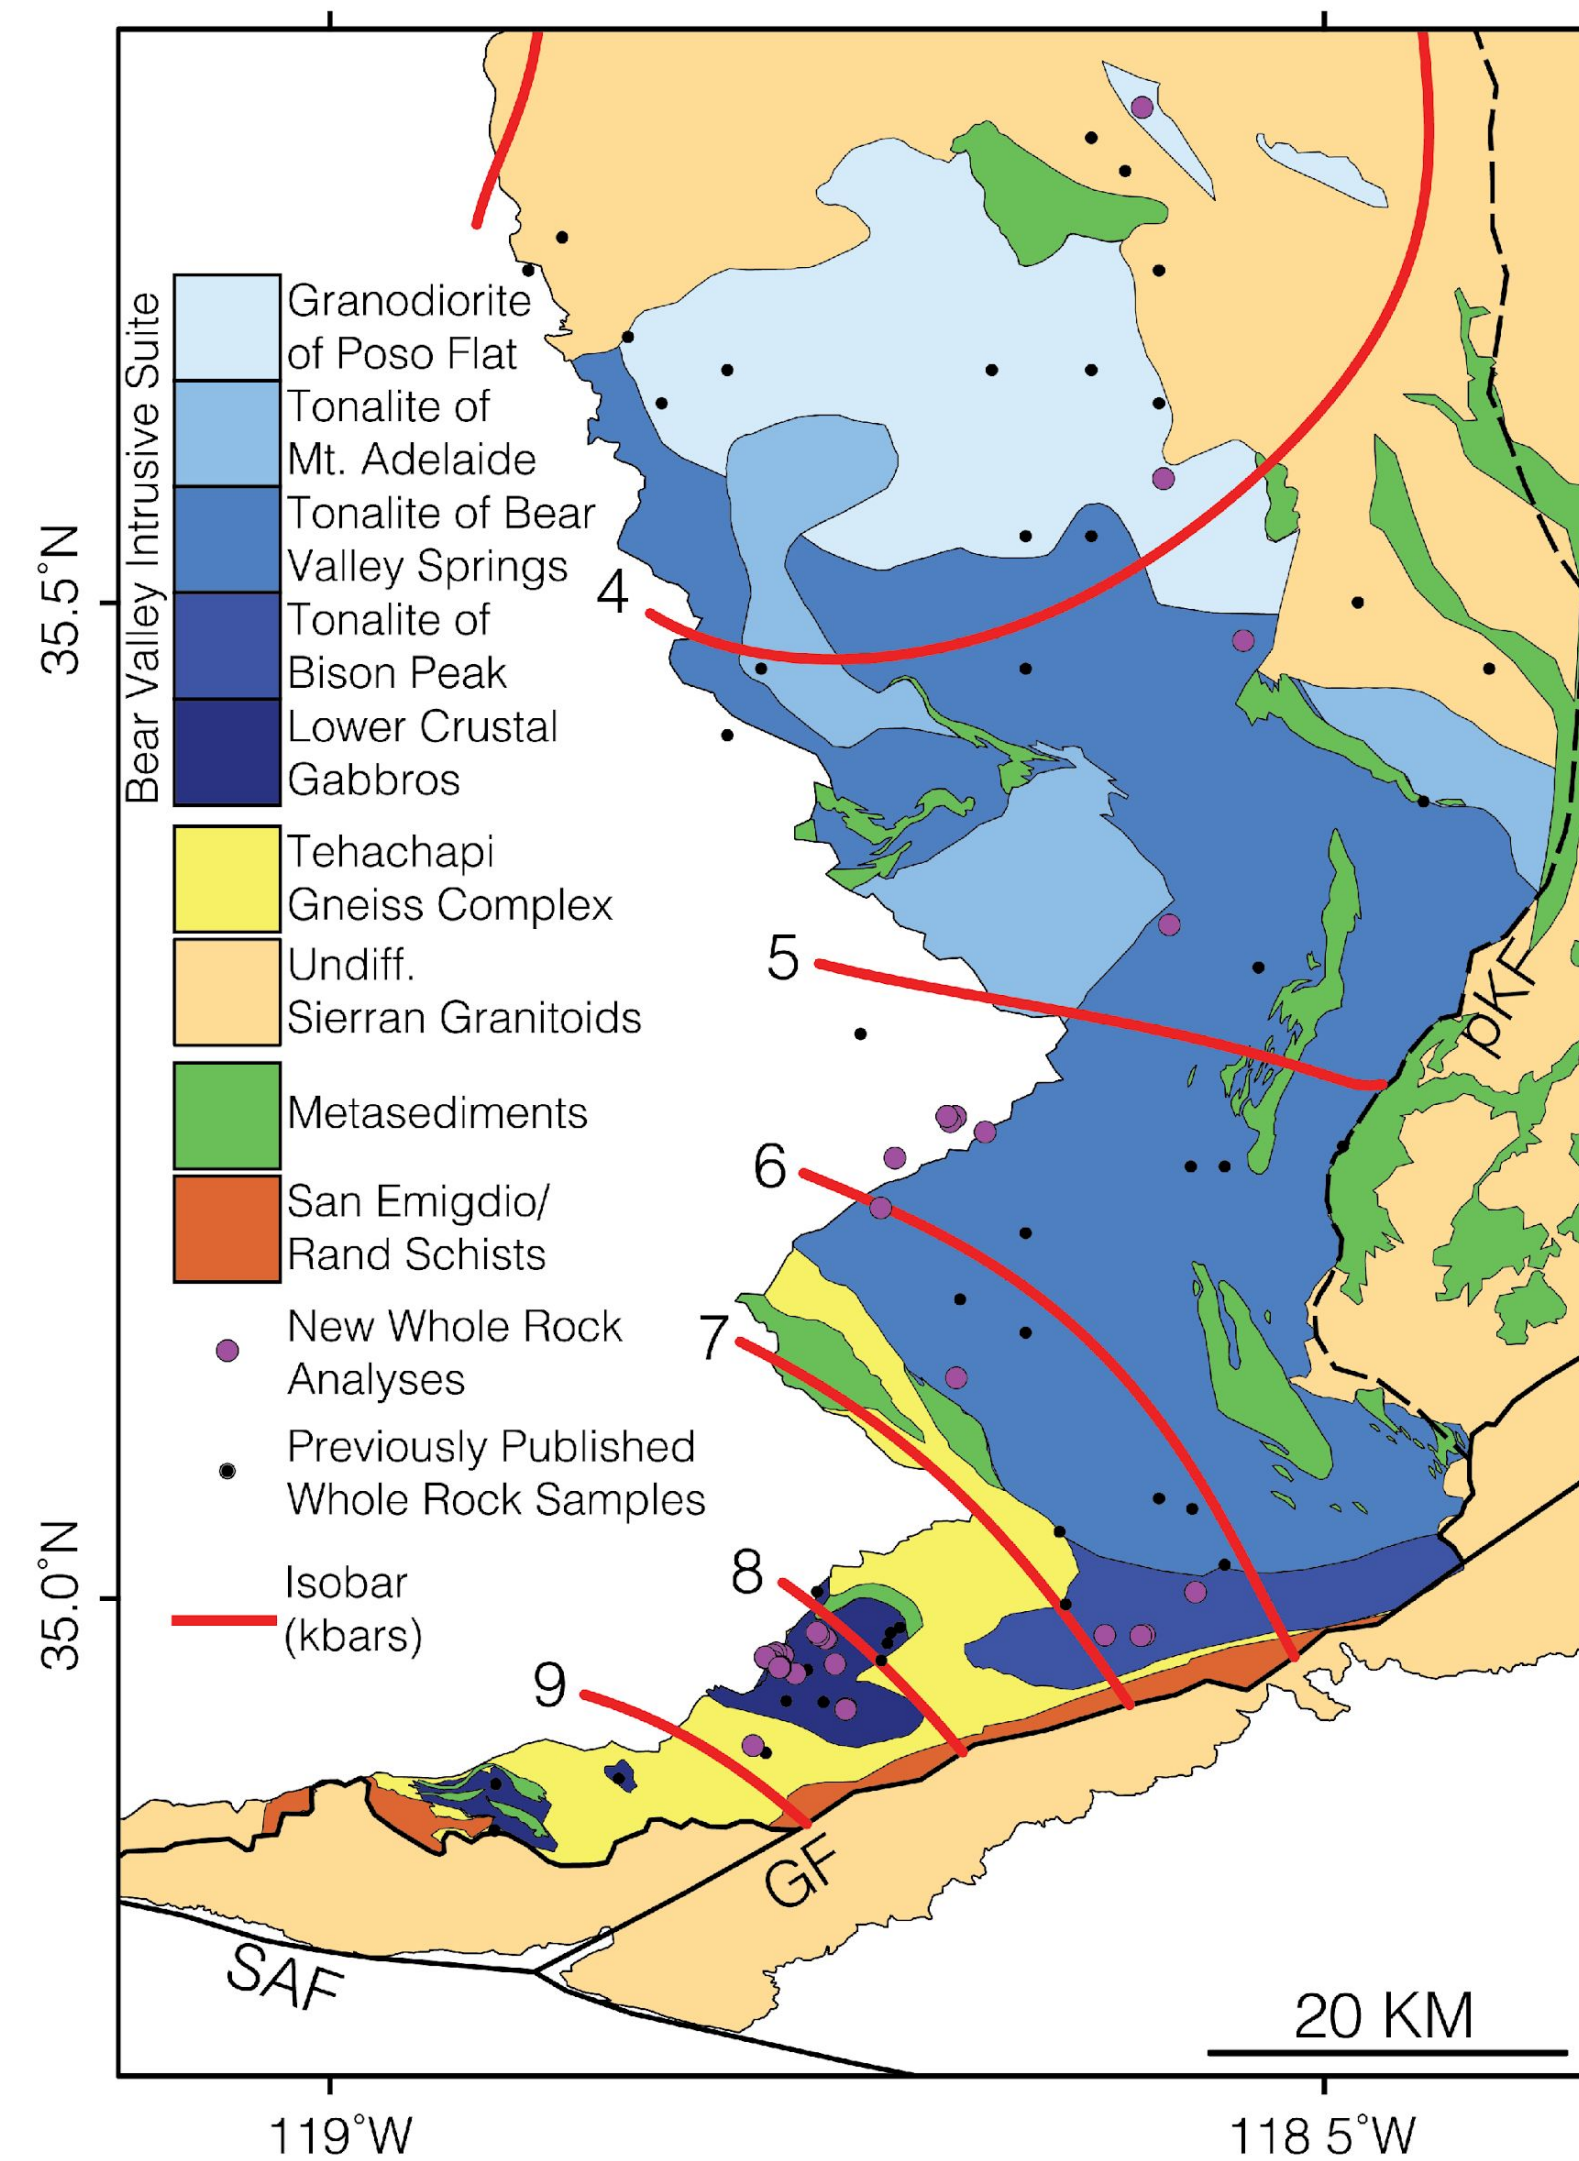 Bear Valley Intrusive Suite
Granodiorite
of Poso Flat
Tonalite of
Mt. Adelaide
Tonalite of Bear
Valley Springs
Tonalite of
Bison Peak
Lower Crustal
Gabbros
Tehachapi
Gneiss Complex
Undiff.
Sierran Granitoids
Metasediments
San Emigdio/
Rand Schists
New Whole Rock
Analyses
Previously Published
Whole Rock Samples
Isobar
(kbars)
35.5°N
35.0°N
4
5
6
7
8
9
pKF
GF
SAF
20 KM
119°W
118 5°W